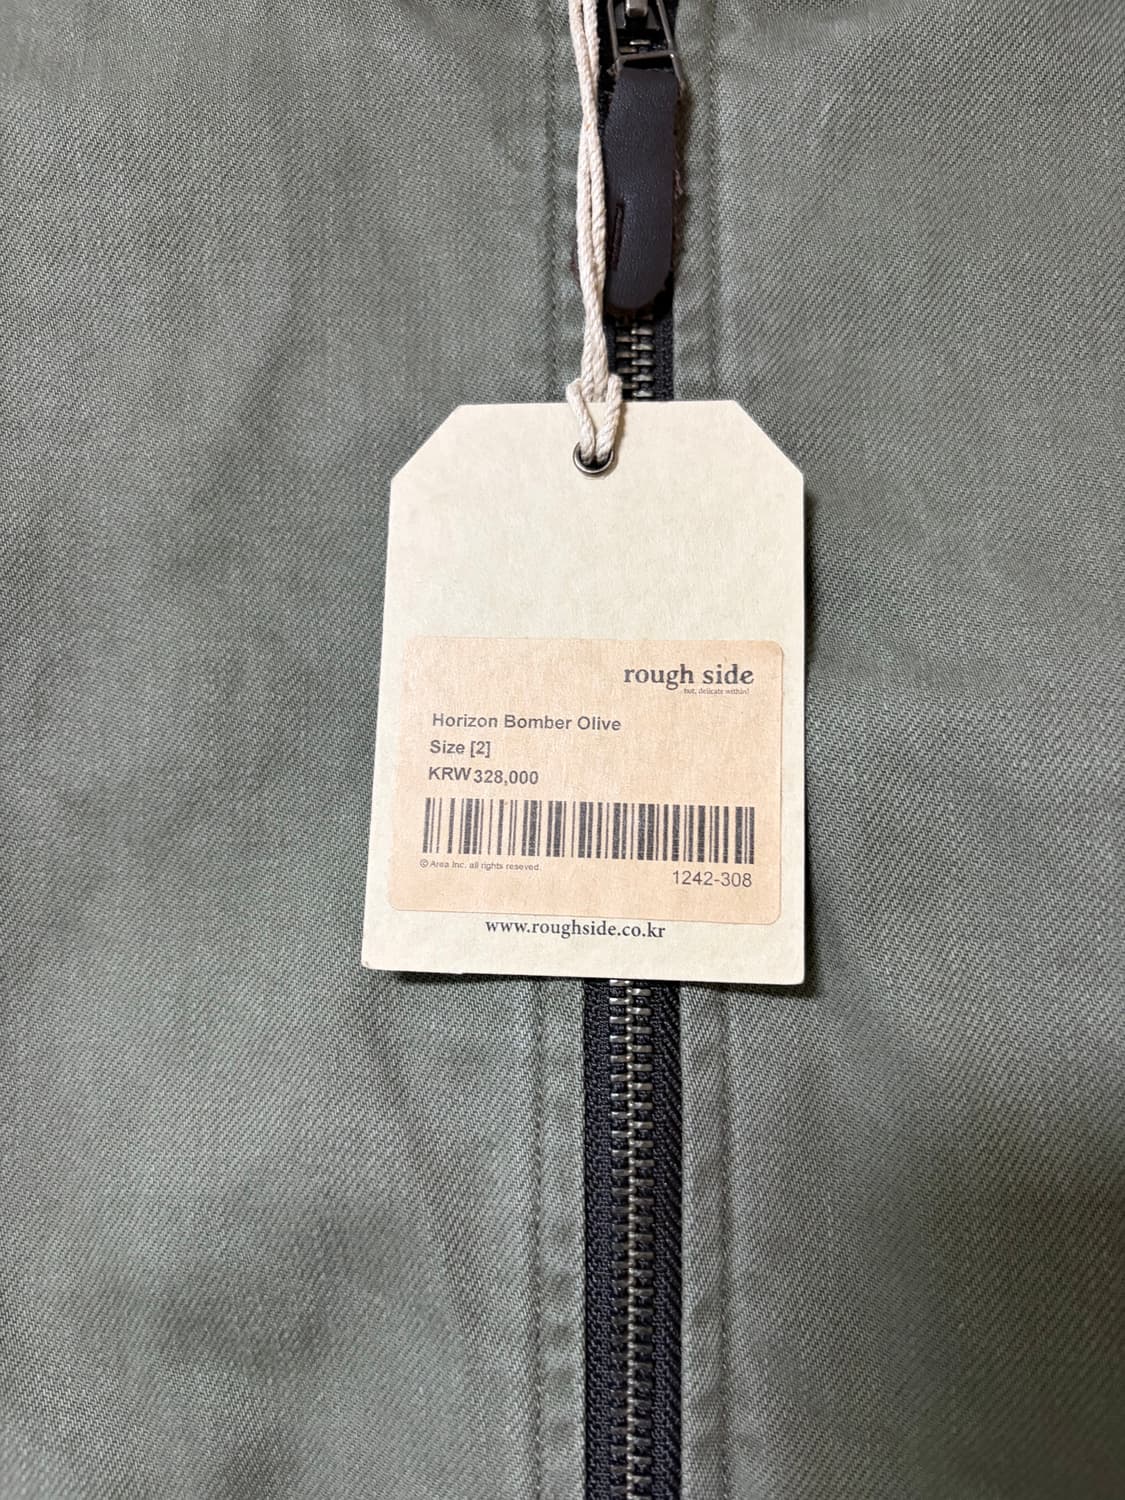 rough side
but, delicate within!
Horizon Bomber Olive
Size [2]
KRW 328,000
© Area Inc. all rights reseved.
1242-308
www.roughside.co.kr